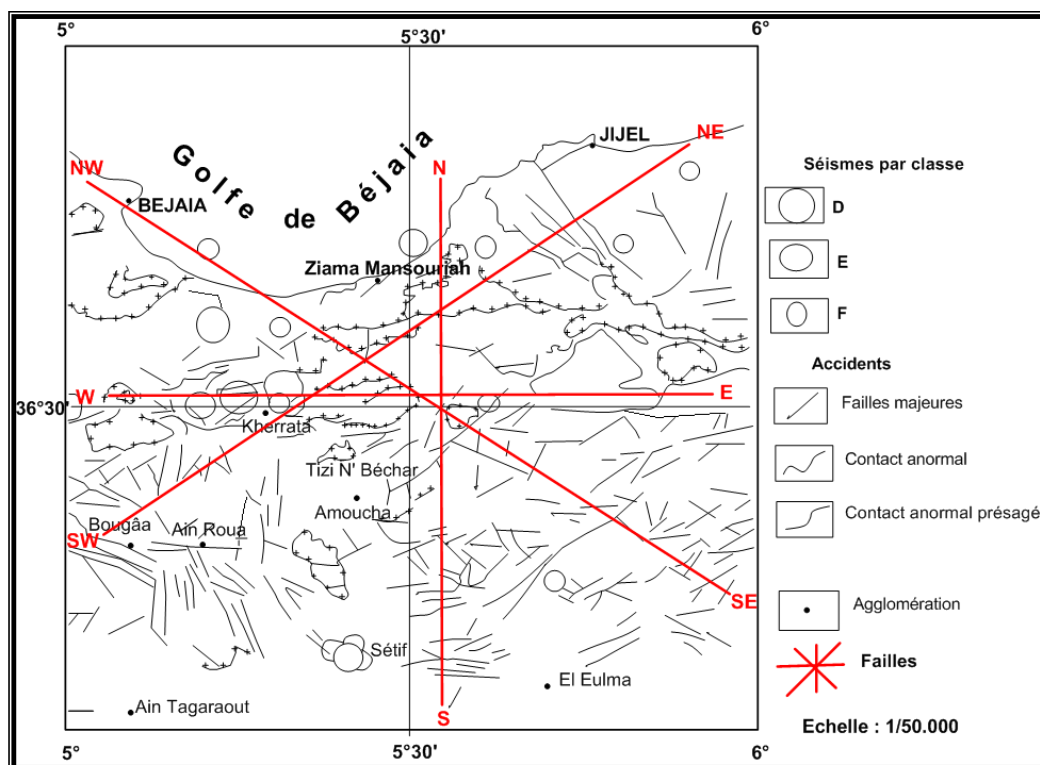 5°
5°30'
6°
NW
NE
N
JIJEL
Golfe de Béjaia
BEJAIA
Ziama Mansouriah
W
E
36°30'
Kherrata
Tizi N' Béchar
Amoucha
Bougâa
Ain Roua
SW
SE
Sétif
El Eulma
Ain Tagaraout
S
5°
5°30'
6°
Séismes par classe
D
E
F
Accidents
Failles majeures
Contact anormal
Contact anormal présagé
Agglomération
Failles
Echelle : 1/50.000